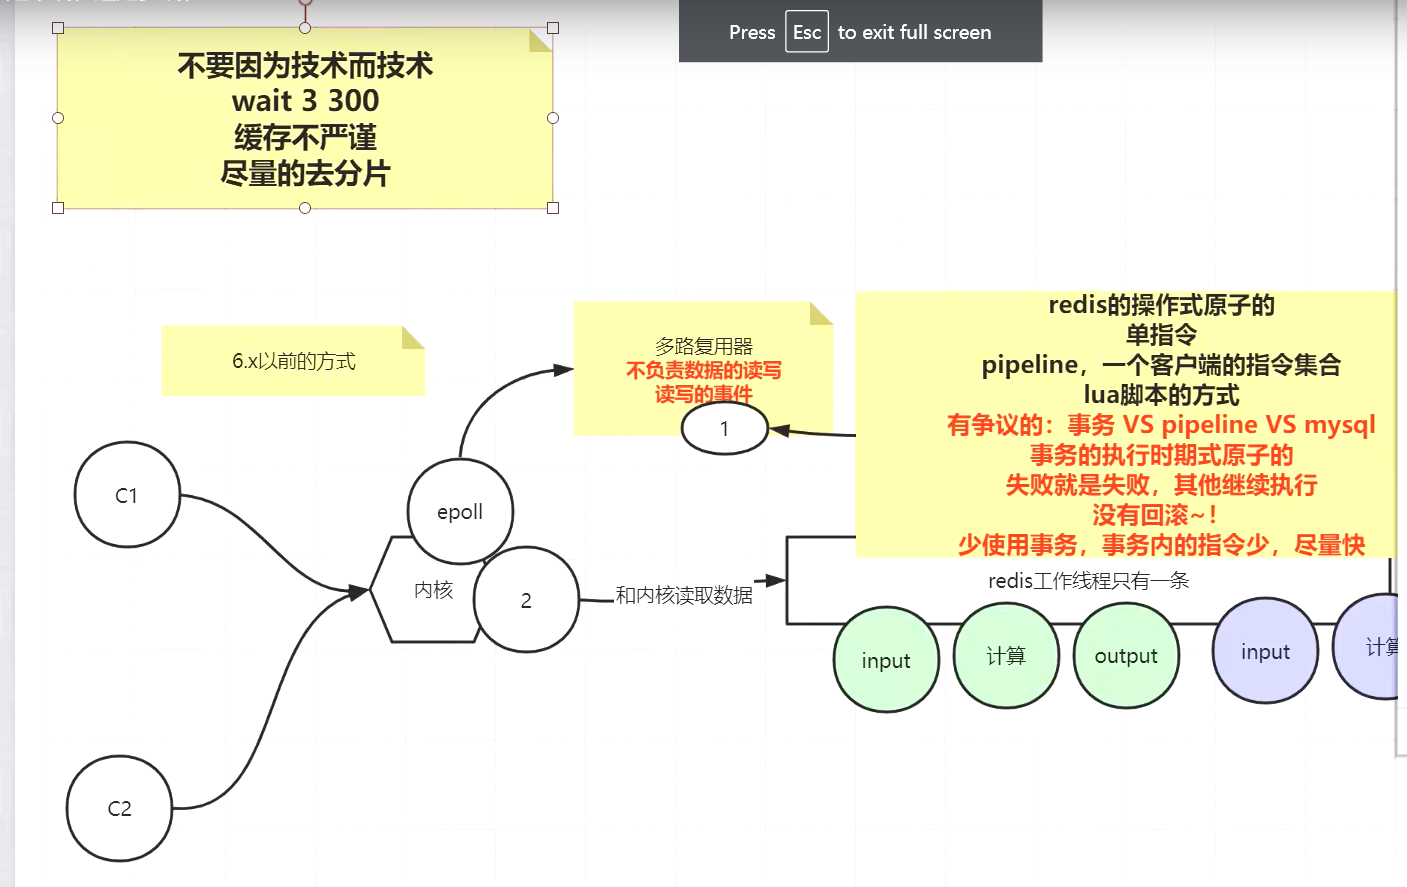 Press Esc to exit full screen
不要因为技术而技术
wait 3 300
缓存不严谨
尽量的去分片
6.x以前的方式
多路复用器
不负责数据的读写
读写的事件
1
redis的操作式原子的
单指令
pipeline，一个客户端的指令集合
lua脚本的方式
有争议的：事务 VS pipeline VS mysql
事务的执行时期式原子的
失败就是失败，其他继续执行
没有回滚~！
少使用事务，事务内的指令少，尽量快
C1
epoll
内核
2
和内核读取数据
redis工作线程只有一条
input
计算
output
input
计算
C2